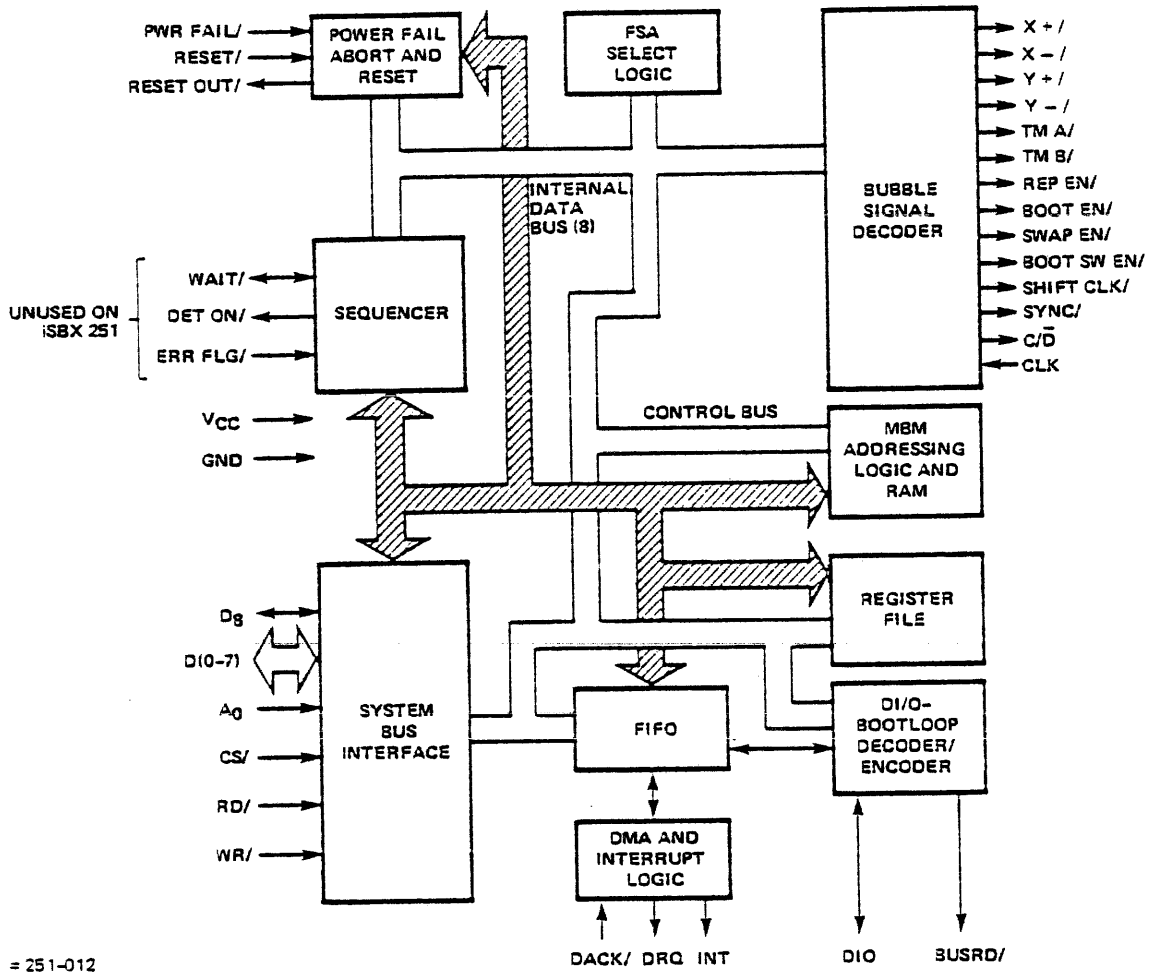 PWR FAIL/
RESET/
RESET OUT/
POWER FAIL
ABORT AND
RESET
FSA
SELECT
LOGIC
BUBBLE
SIGNAL
DECODER
X +/
X -/
Y +/
Y -/
TM A/
TM B/
REP EN/
BOOT EN/
SWAP EN/
BOOT SW EN/
SHIFT CLK/
SYNC/
C/D̅
CLK
INTERNAL
DATA
BUS (8)
UNUSED ON
iSBX 251
WAIT/
DET ON/
ERR FLG/
SEQUENCER
VCC
GND
CONTROL BUS
MBM
ADDRESSING
LOGIC AND
RAM
REGISTER
FILE
D8
D(0-7)
A0
CS/
RD/
WR/
SYSTEM
BUS
INTERFACE
FIFO
DI/O-
BOOTLOOP
DECODER/
ENCODER
DMA AND
INTERRUPT
LOGIC
DACK/ DRQ INT
DIO
BUSRD/
= 251-012